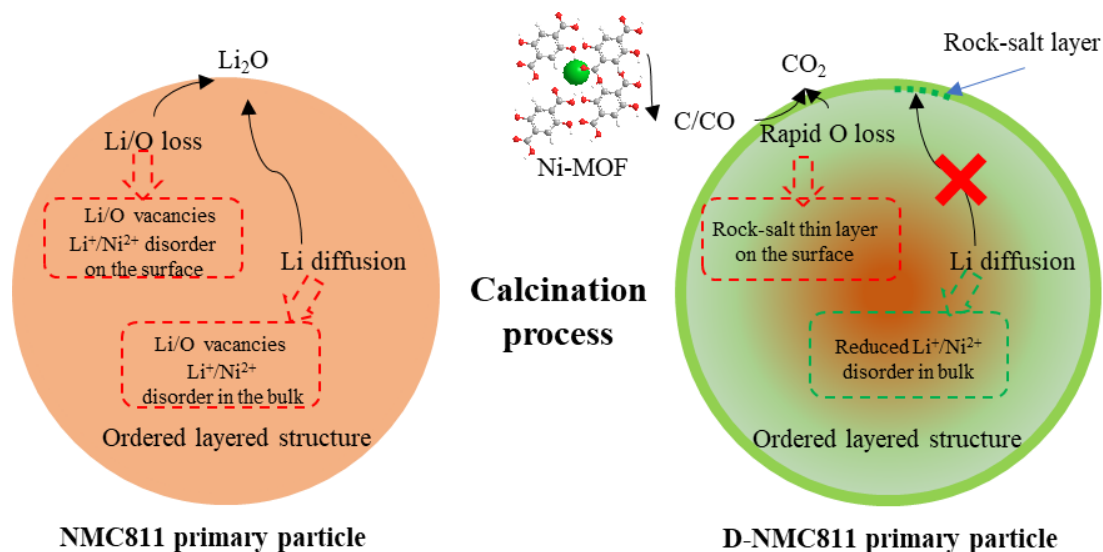 Li₂O
Li/O loss
Li/O vacancies
Li⁺/Ni²⁺ disorder
on the surface
Li diffusion
Li/O vacancies
Li⁺/Ni²⁺
disorder in the bulk
Ordered layered structure
NMC811 primary particle
Ni-MOF
C/CO
Calcination
process
CO₂
Rock-salt layer
Rapid O loss
Rock-salt thin layer
on the surface
Li diffusion
Reduced Li⁺/Ni²⁺
disorder in bulk
Ordered layered structure
D-NMC811 primary particle